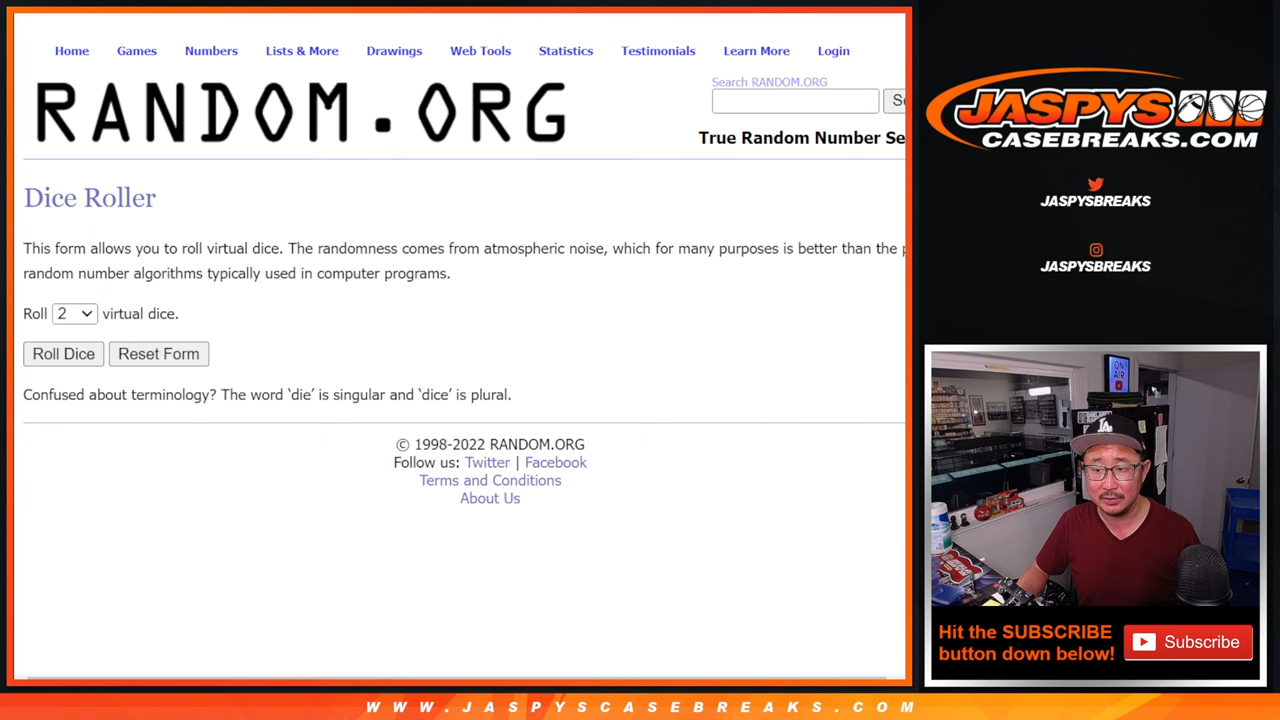 Home Games Numbers Lists & More Drawings Web Tools Statistics Testimonials Learn More Login
RANDOM.ORG
Search RANDOM.ORG
True Random Number Se
Dice Roller
This form allows you to roll virtual dice. The randomness comes from atmospheric noise, which for many purposes is better than the p
random number algorithms typically used in computer programs.
Roll 2 virtual dice.
Roll Dice Reset Form
Confused about terminology? The word ‘die’ is singular and ‘dice’ is plural.
© 1998-2022 RANDOM.ORG
Follow us: Twitter | Facebook
Terms and Conditions
About Us
JASPYS
CASEBREAKS.COM
JASPYSBREAKS
JASPYSBREAKS
ON
AIR
LA
Hit the SUBSCRIBE
button down below!
Subscribe
WWW.JASPYSCASEBREAKS.COM